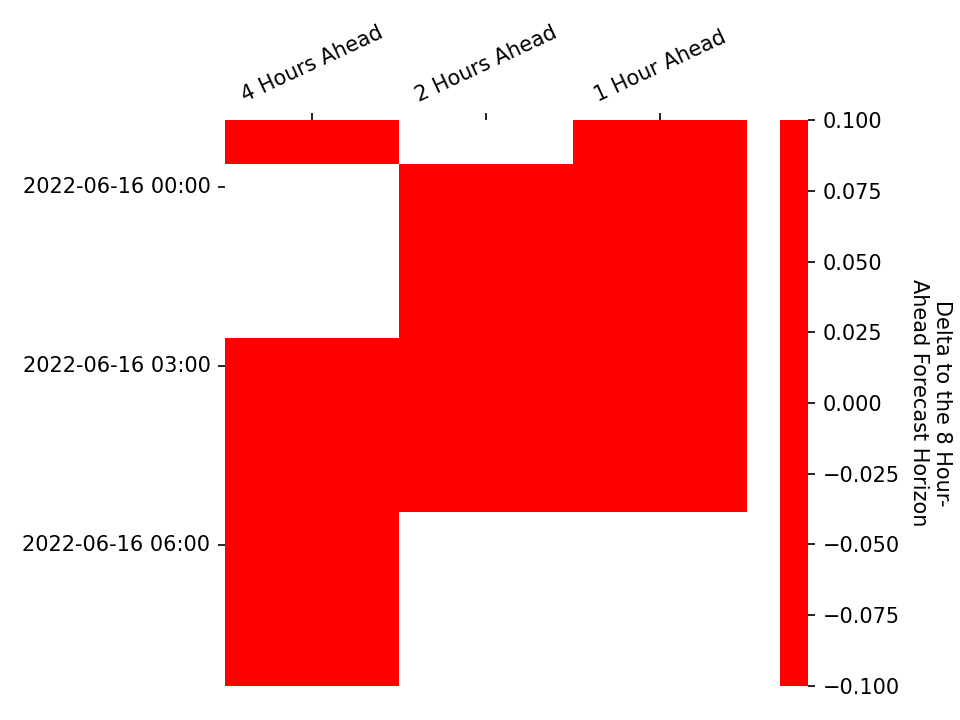 4 Hours Ahead
2 Hours Ahead
1 Hour Ahead
2022-06-16 00:00
2022-06-16 03:00
2022-06-16 06:00
0.100
0.075
0.050
0.025
0.000
−0.025
−0.050
−0.075
−0.100
Delta to the 8 Hour-
Ahead Forecast Horizon